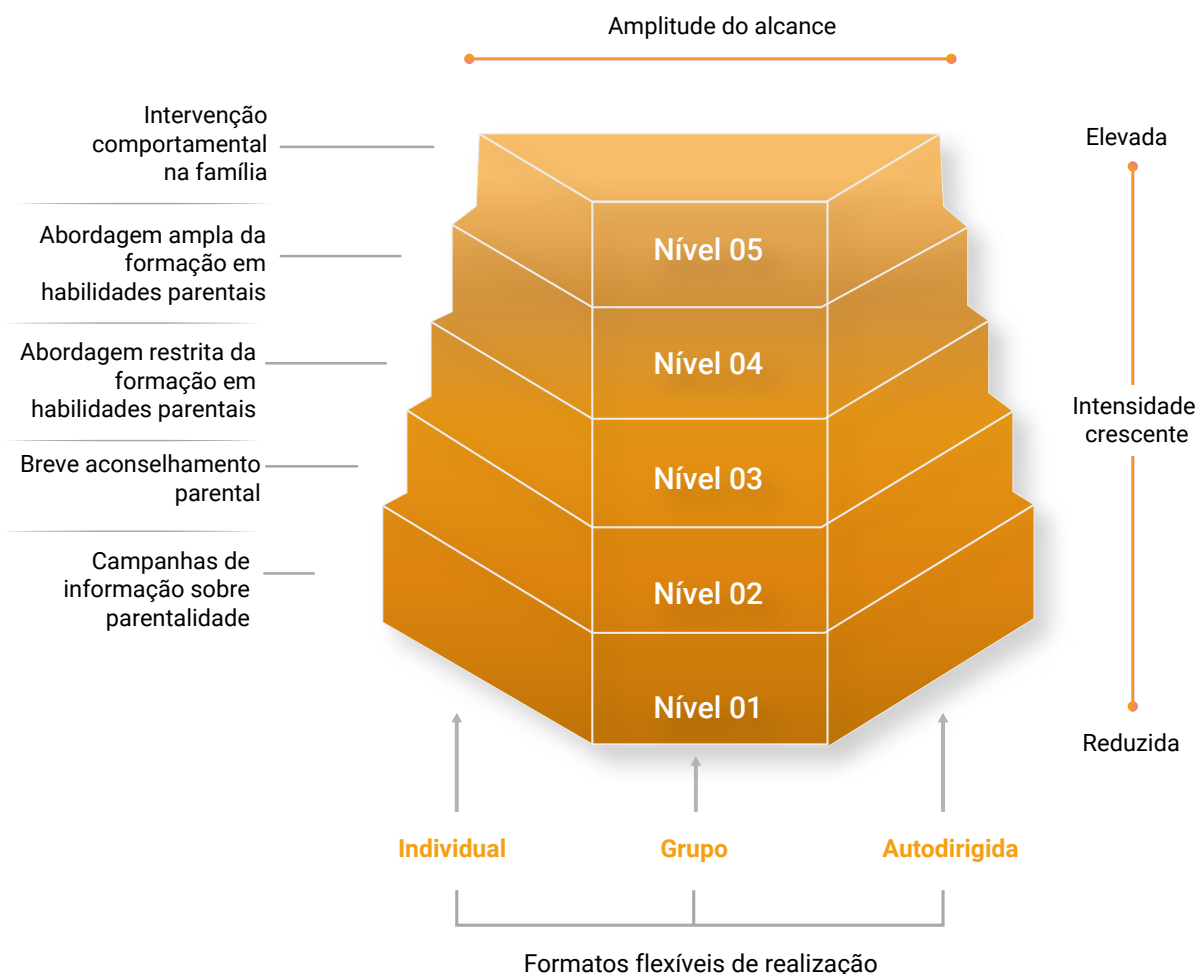 Amplitude do alcance
Intervenção
comportamental
na família
Abordagem ampla da
formação em
habilidades parentais
Abordagem restrita da
formação em
habilidades parentais
Breve aconselhamento
parental
Campanhas de
informação sobre
parentalidade
Nível 05
Nível 04
Nível 03
Nível 02
Nível 01
Elevada
Intensidade
crescente
Reduzida
Individual
Grupo
Autodirigida
Formatos flexíveis de realização